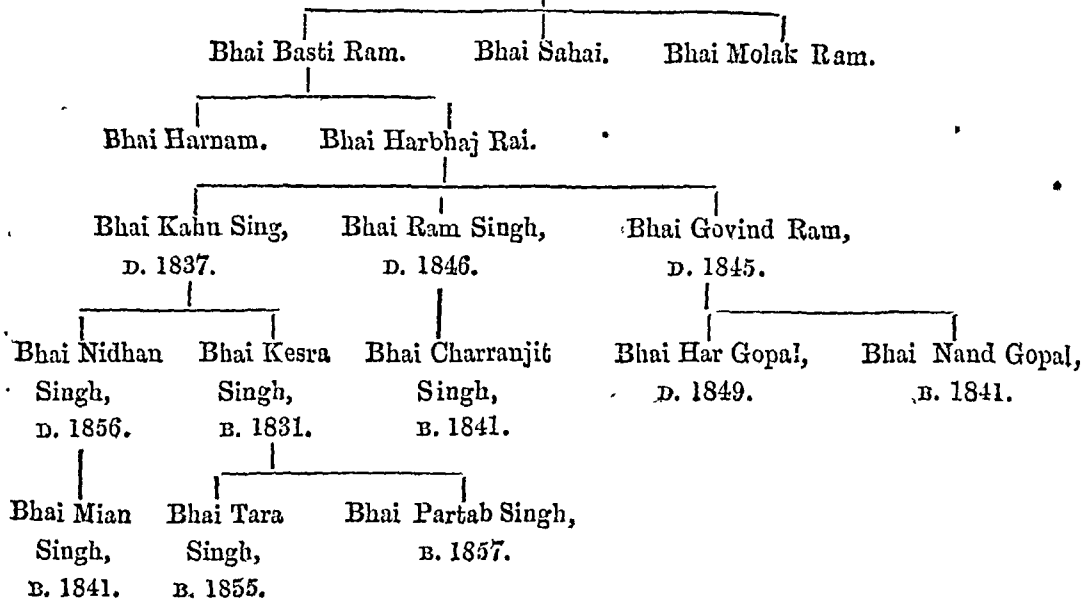 Bhai Basti Ram. Bhai Sahai. Bhai Molak Ram.
Bhai Harnam. Bhai Harbhaj Rai.
Bhai Kahn Sing, Bhai Ram Singh, Bhai Govind Ram,
D. 1837. D. 1846. D. 1845.
Bhai Nidhan Bhai Kesra Bhai Charranjit Bhai Har Gopal, Bhai Nand Gopal,
Singh, Singh, Singh, D. 1849. B. 1841.
D. 1856. B. 1831. B. 1841.
Bhai Mian Bhai Tara Bhai Partab Singh,
Singh, Singh, B. 1857.
B. 1841. B. 1855.